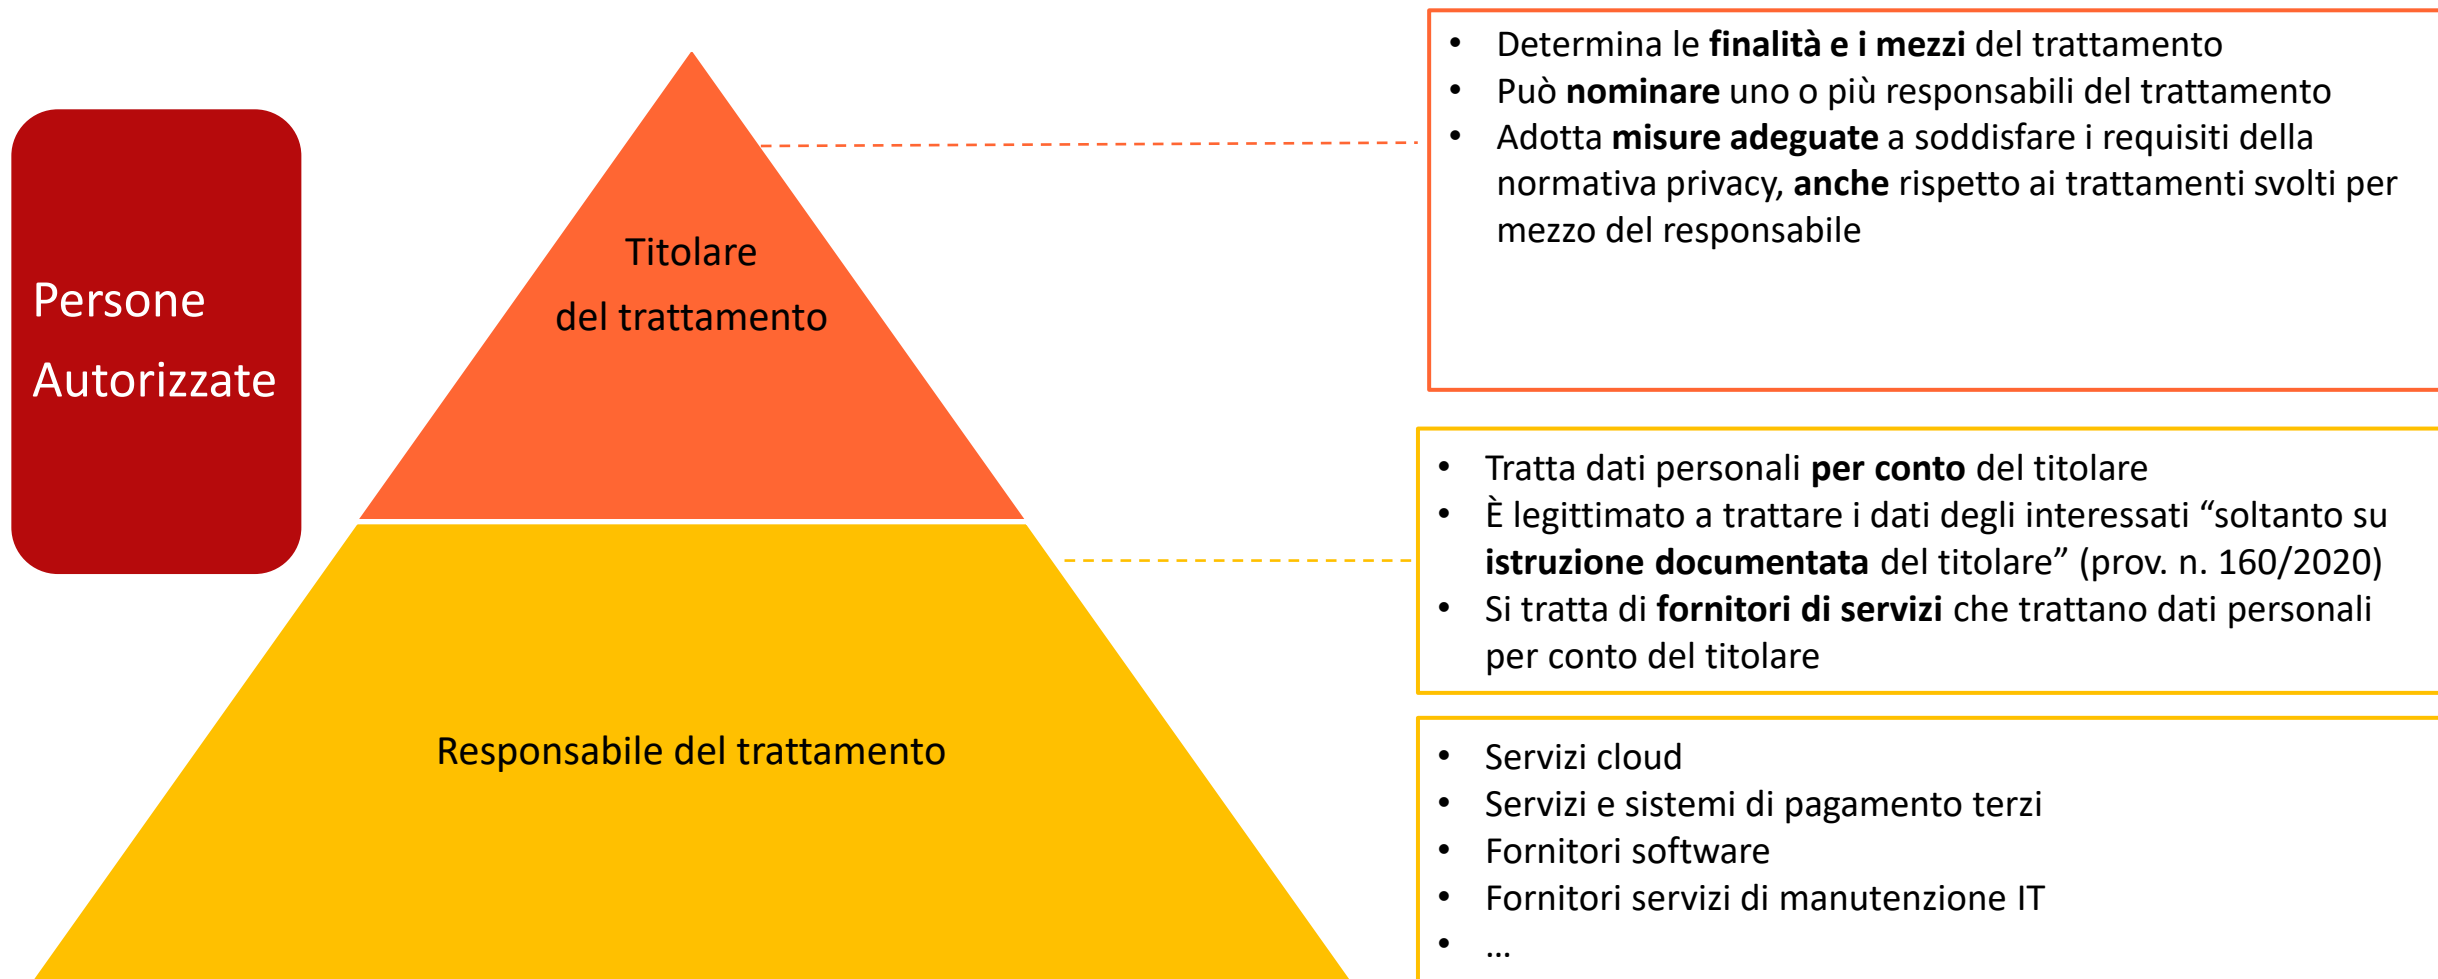 Persone
Autorizzate
Titolare
del trattamento
Responsabile del trattamento
• Determina le finalità e i mezzi del trattamento
• Può nominare uno o più responsabili del trattamento
• Adotta misure adeguate a soddisfare i requisiti della
normativa privacy, anche rispetto ai trattamenti svolti per
mezzo del responsabile
• Tratta dati personali per conto del titolare
• È legittimato a trattare i dati degli interessati “soltanto su
istruzione documentata del titolare” (prov. n. 160/2020)
• Si tratta di fornitori di servizi che trattano dati personali
per conto del titolare
• Servizi cloud
• Servizi e sistemi di pagamento terzi
• Fornitori software
• Fornitori servizi di manutenzione IT
• …